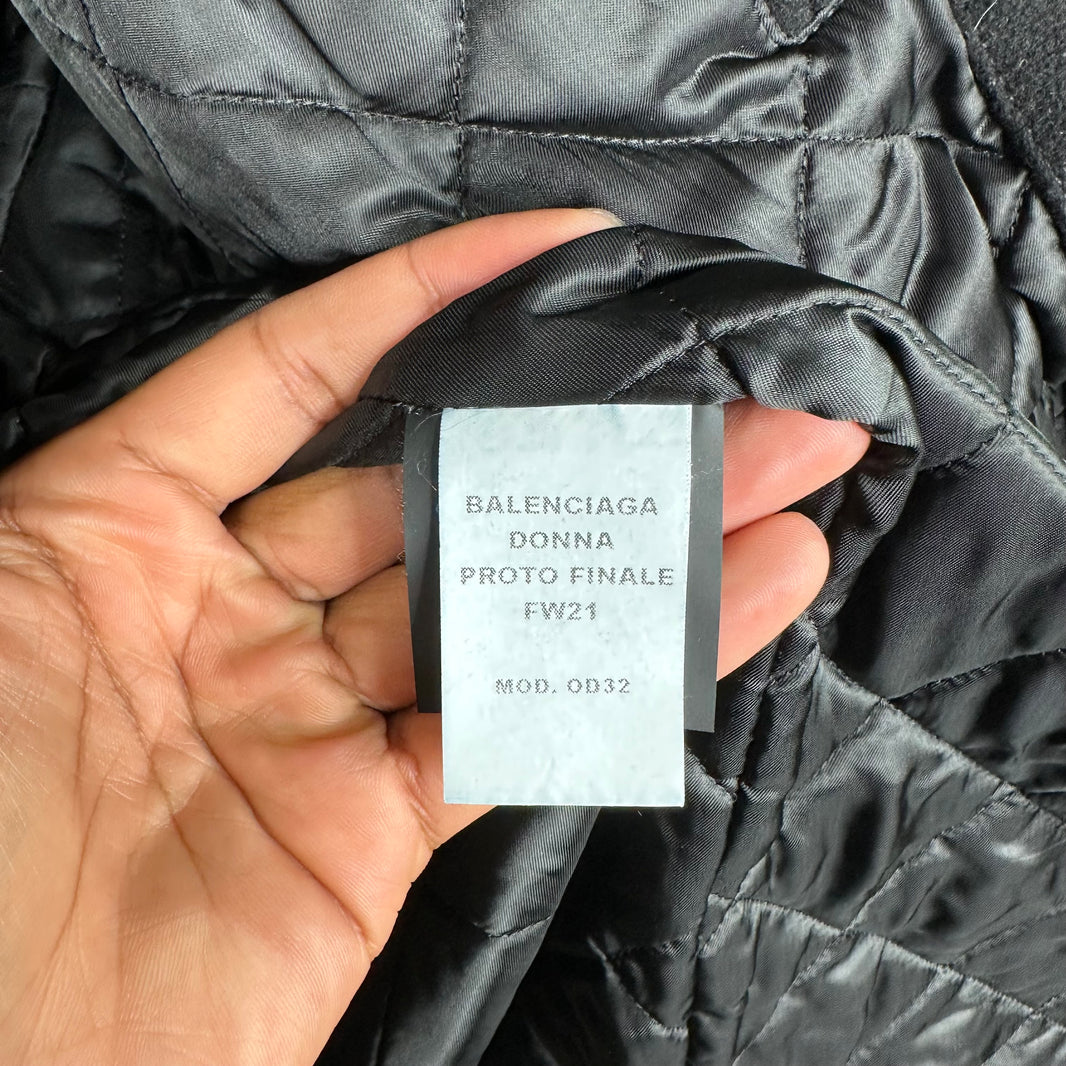 BALENCIAGA
DONNA
PROTO FINALE
FW21
MOD. OD32